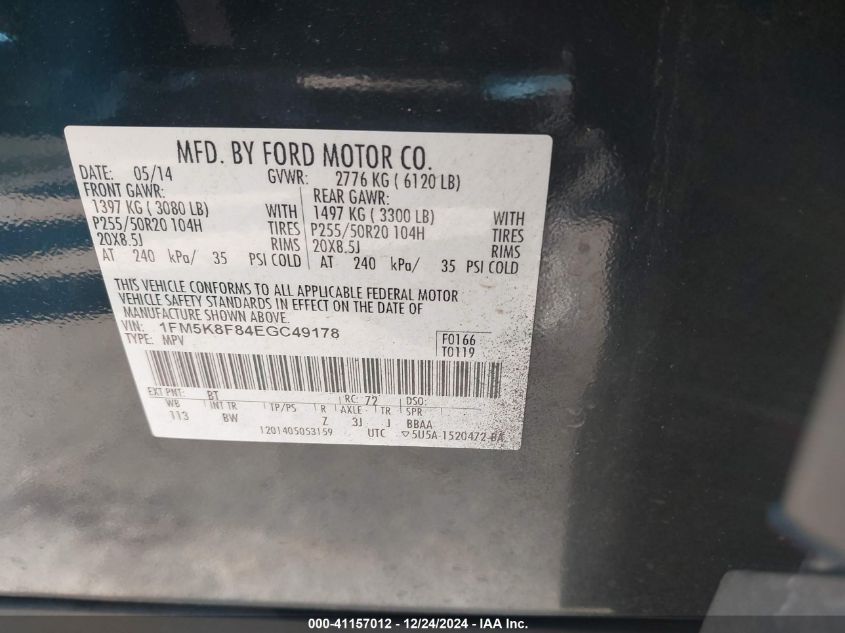 MFD. BY FORD MOTOR CO.
DATE: 05/14 GVWR: 2776 KG ( 6120 LB)
FRONT GAWR: REAR GAWR:
1397 KG ( 3080 LB) WITH 1497 KG ( 3300 LB) WITH
P255/50R20 104H TIRES P255/50R20 104H TIRES
20X8.5J RIMS 20X8.5J RIMS
AT 240 kPa/ 35 PSI COLD AT 240 kPa/ 35 PSI COLD
THIS VEHICLE CONFORMS TO ALL APPLICABLE FEDERAL MOTOR
VEHICLE SAFETY STANDARDS IN EFFECT ON THE DATE OF
MANUFACTURE SHOWN ABOVE.
VIN: 1FM5K8F84EGC49178
TYPE: MPV F0166
T0119
EXT PNT: BT RC: 72 DSO:
WB INT TR TP/PS R AXLE TR SPR
113 BW Z 3J J BBAA
1201405053159 UTC ▽5U5A-1520472-BA
000-41157012 - 12/24/2024 - IAA Inc.